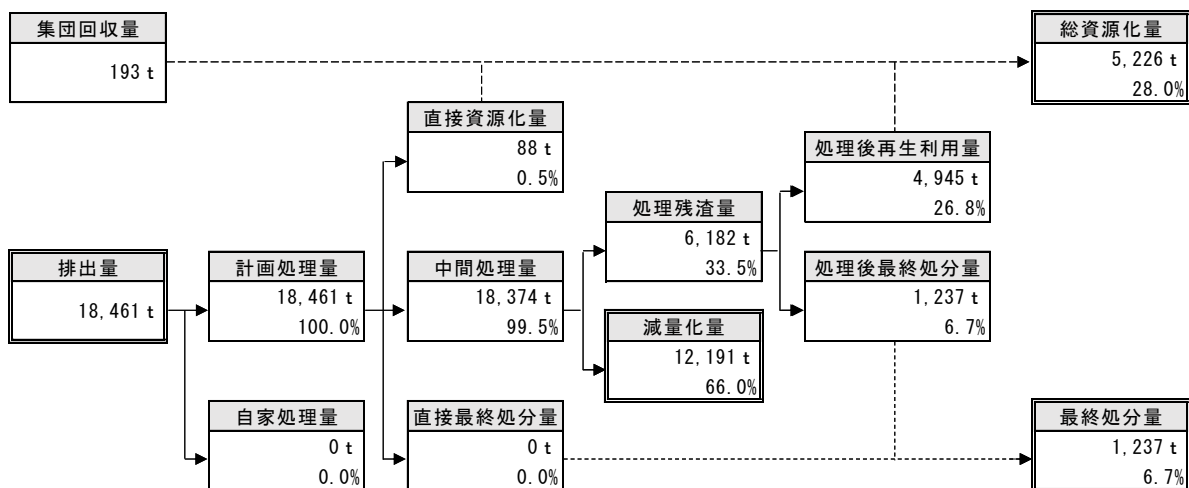 集団回収量
193 t
総資源化量
5,226 t
28.0%
直接資源化量
88 t
0.5%
処理後再生利用量
4,945 t
26.8%
処理残渣量
6,182 t
33.5%
排出量
18,461 t
計画処理量
18,461 t
100.0%
中間処理量
18,374 t
99.5%
処理後最終処分量
1,237 t
6.7%
減量化量
12,191 t
66.0%
自家処理量
0 t
0.0%
直接最終処分量
0 t
0.0%
最終処分量
1,237 t
6.7%